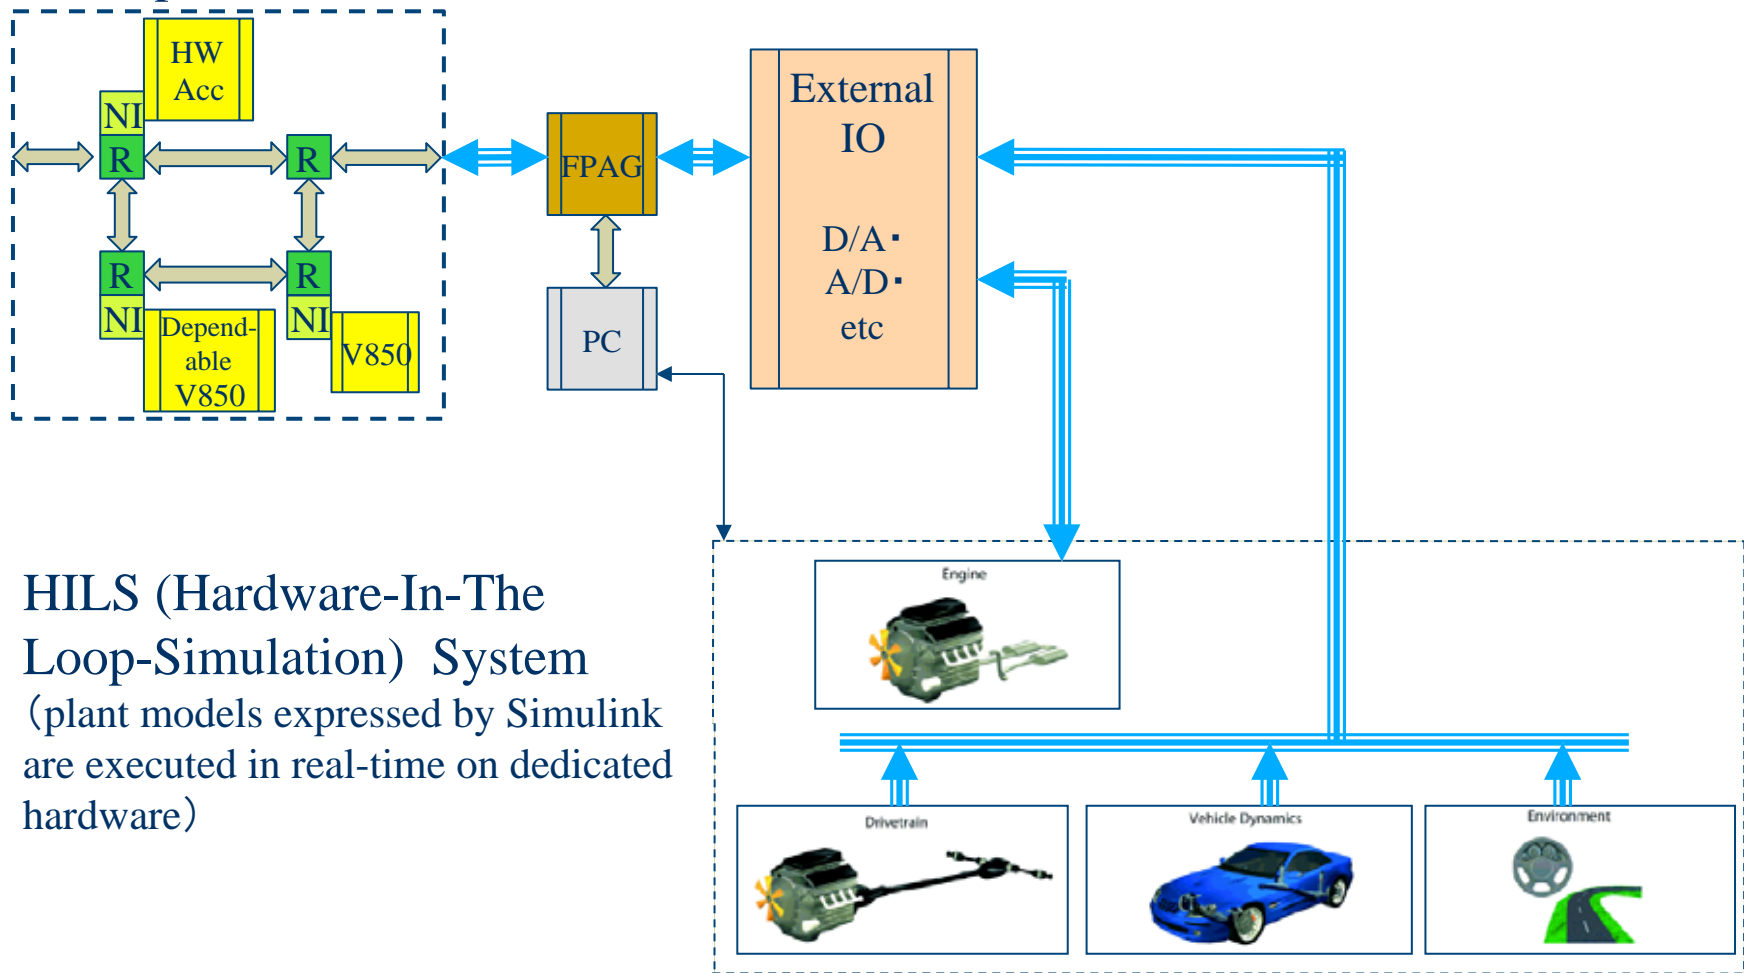 HW
Acc
NI
R
R
R
R
NI
NI
Depend-
able
V850
V850
FPAG
PC
External
IO
D/A・
A/D・
etc
HILS (Hardware-In-The
Loop-Simulation) System
（plant models expressed by Simulink
are executed in real-time on dedicated
hardware）
Engine
Drivetrain
Vehicle Dynamics
Environment